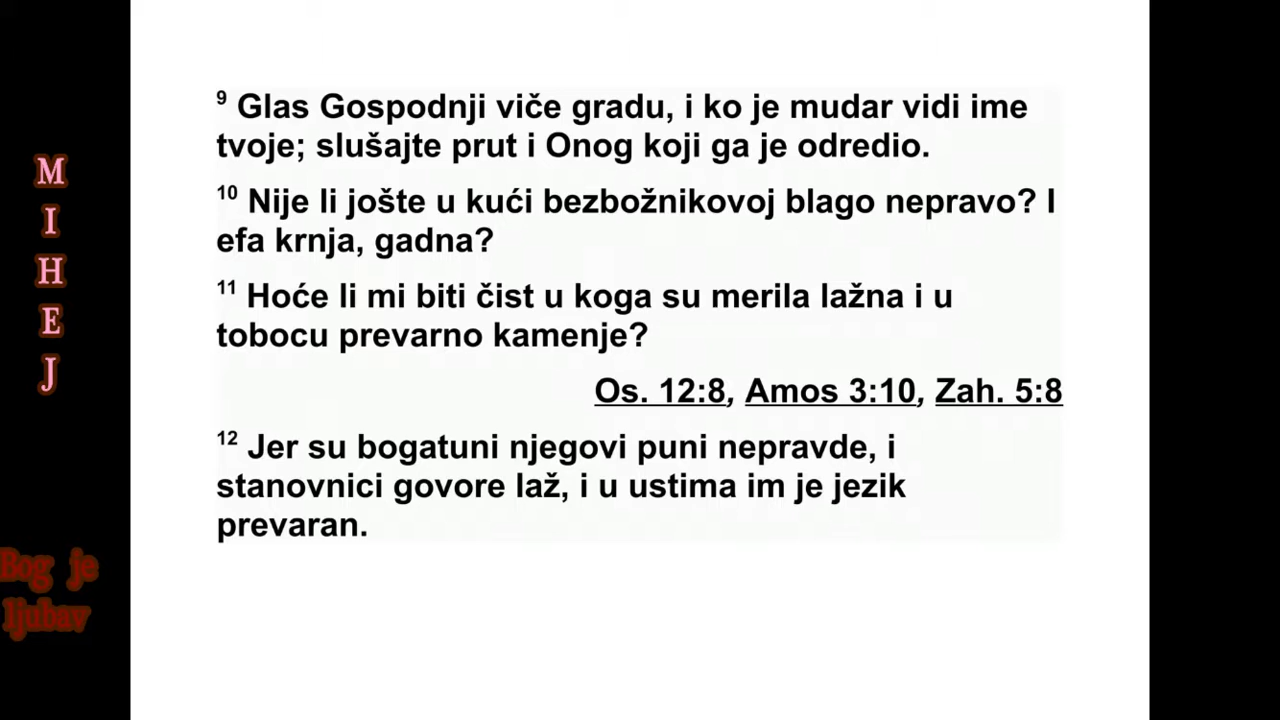 MIHEJ
Bog je
ljubav
9 Glas Gospodnji viče gradu, i ko je mudar vidi ime
tvoje; slušajte prut i Onog koji ga je odredio.
10 Nije li jošte u kući bezbožnikovoj blago nepravo? I
efa krnja, gadna?
11 Hoće li mi biti čist u koga su merila lažna i u
tobocu prevarno kamenje?
Os. 12:8, Amos 3:10, Zah. 5:8
12 Jer su bogatuni njegovi puni nepravde, i
stanovnici govore laž, i u ustima im je jezik
prevaran.